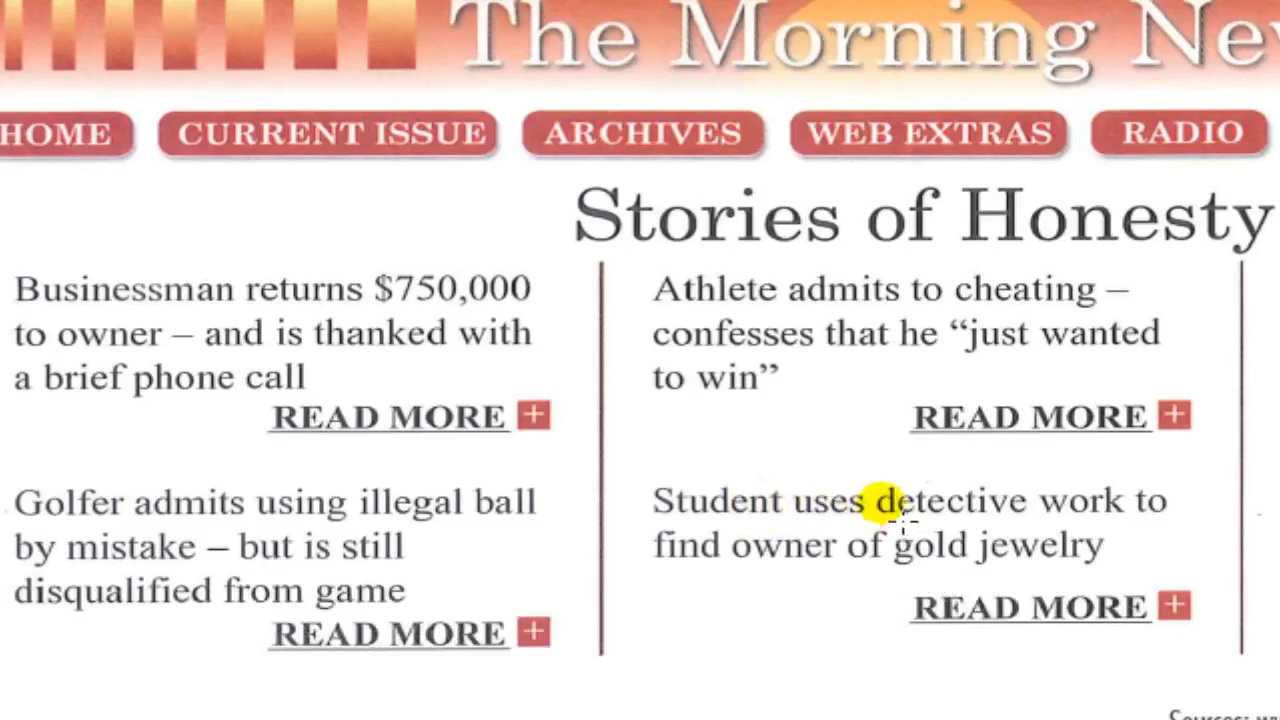 The Morning
HOME CURRENT ISSUE ARCHIVES WEB EXTRAS RADIO
Stories of Honesty
Businessman returns $750,000
to owner – and is thanked with
a brief phone call
READ MORE +
Golfer admits using illegal ball
by mistake – but is still
disqualified from game
READ MORE +
Athlete admits to cheating –
confesses that he “just wanted
to win”
READ MORE +
Student uses detective work to
find owner of gold jewelry
READ MORE +